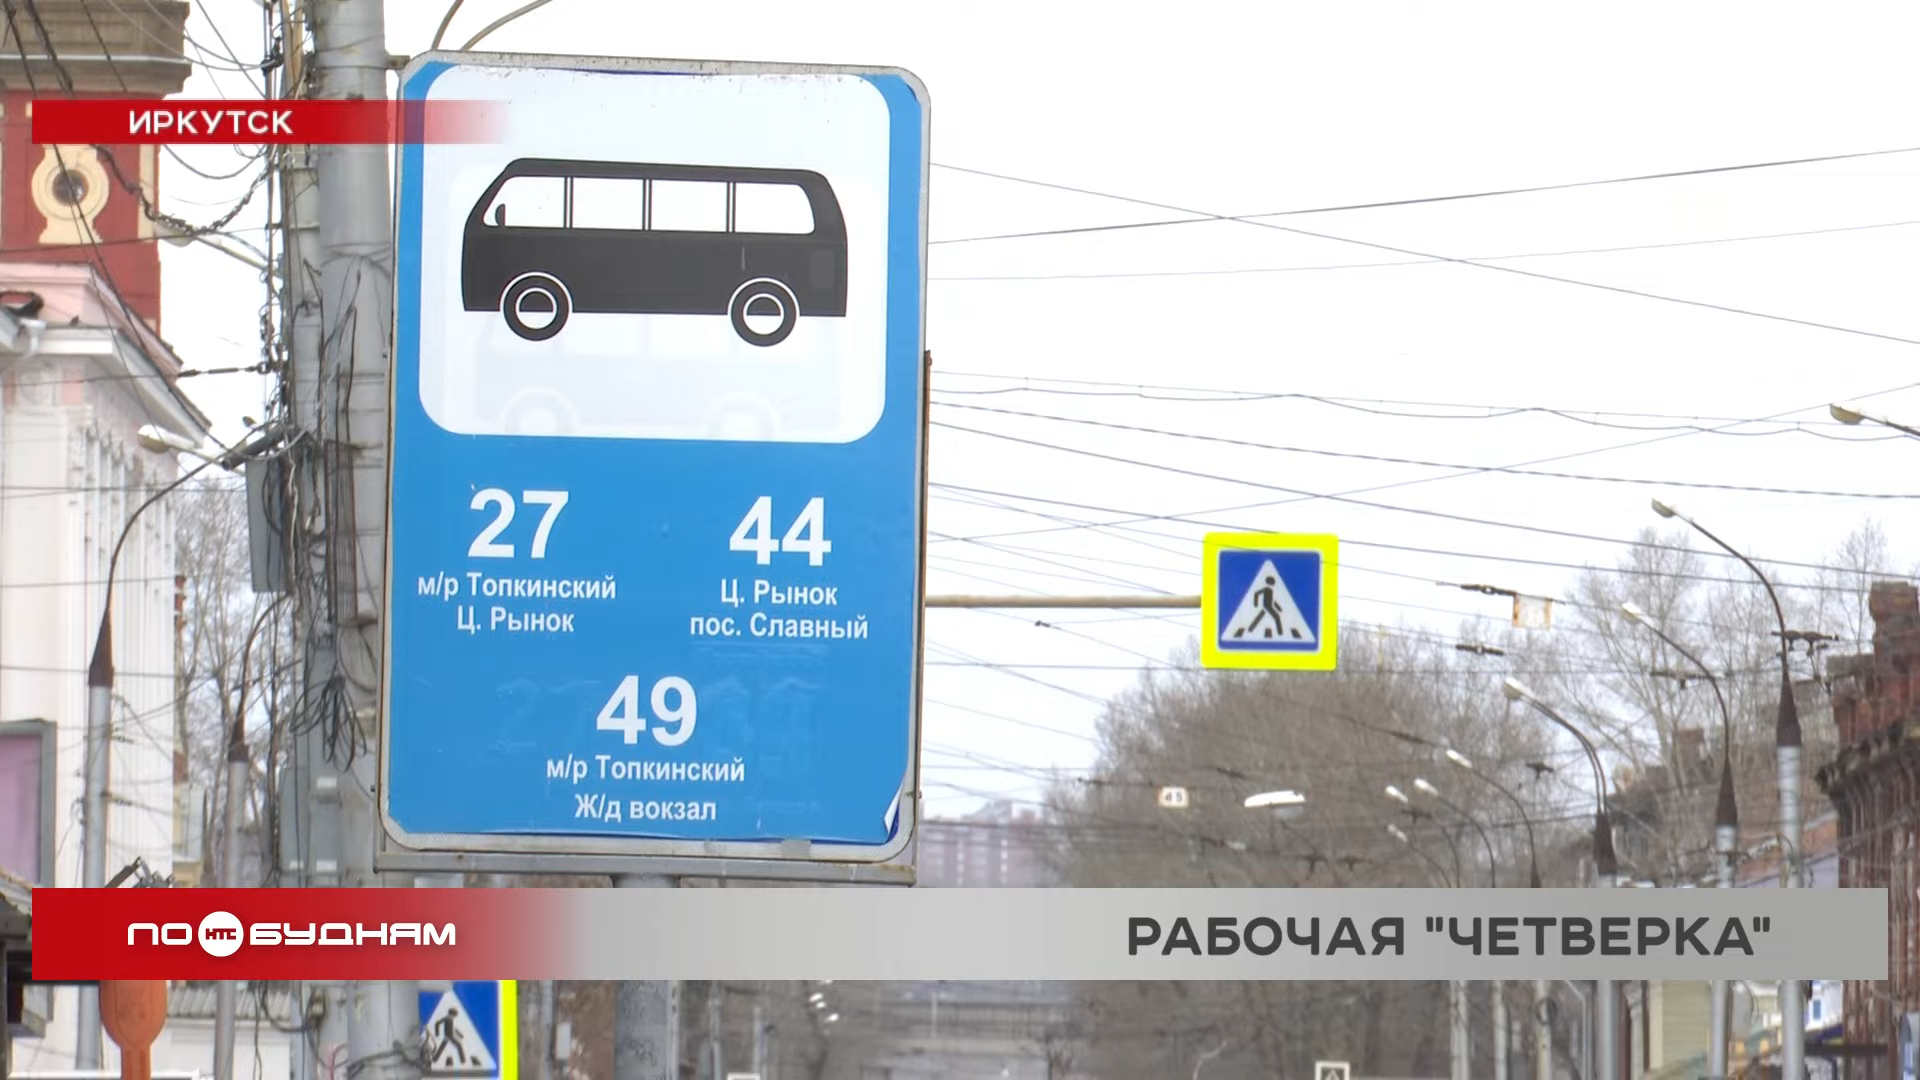 ИРКУТСК
27
м/р Топкинский
Ц. Рынок
44
Ц. Рынок
пос. Славный
49
м/р Топкинский
Ж/д вокзал
ПО НТС БУДНЯМ
РАБОЧАЯ "ЧЕТВЕРКА"